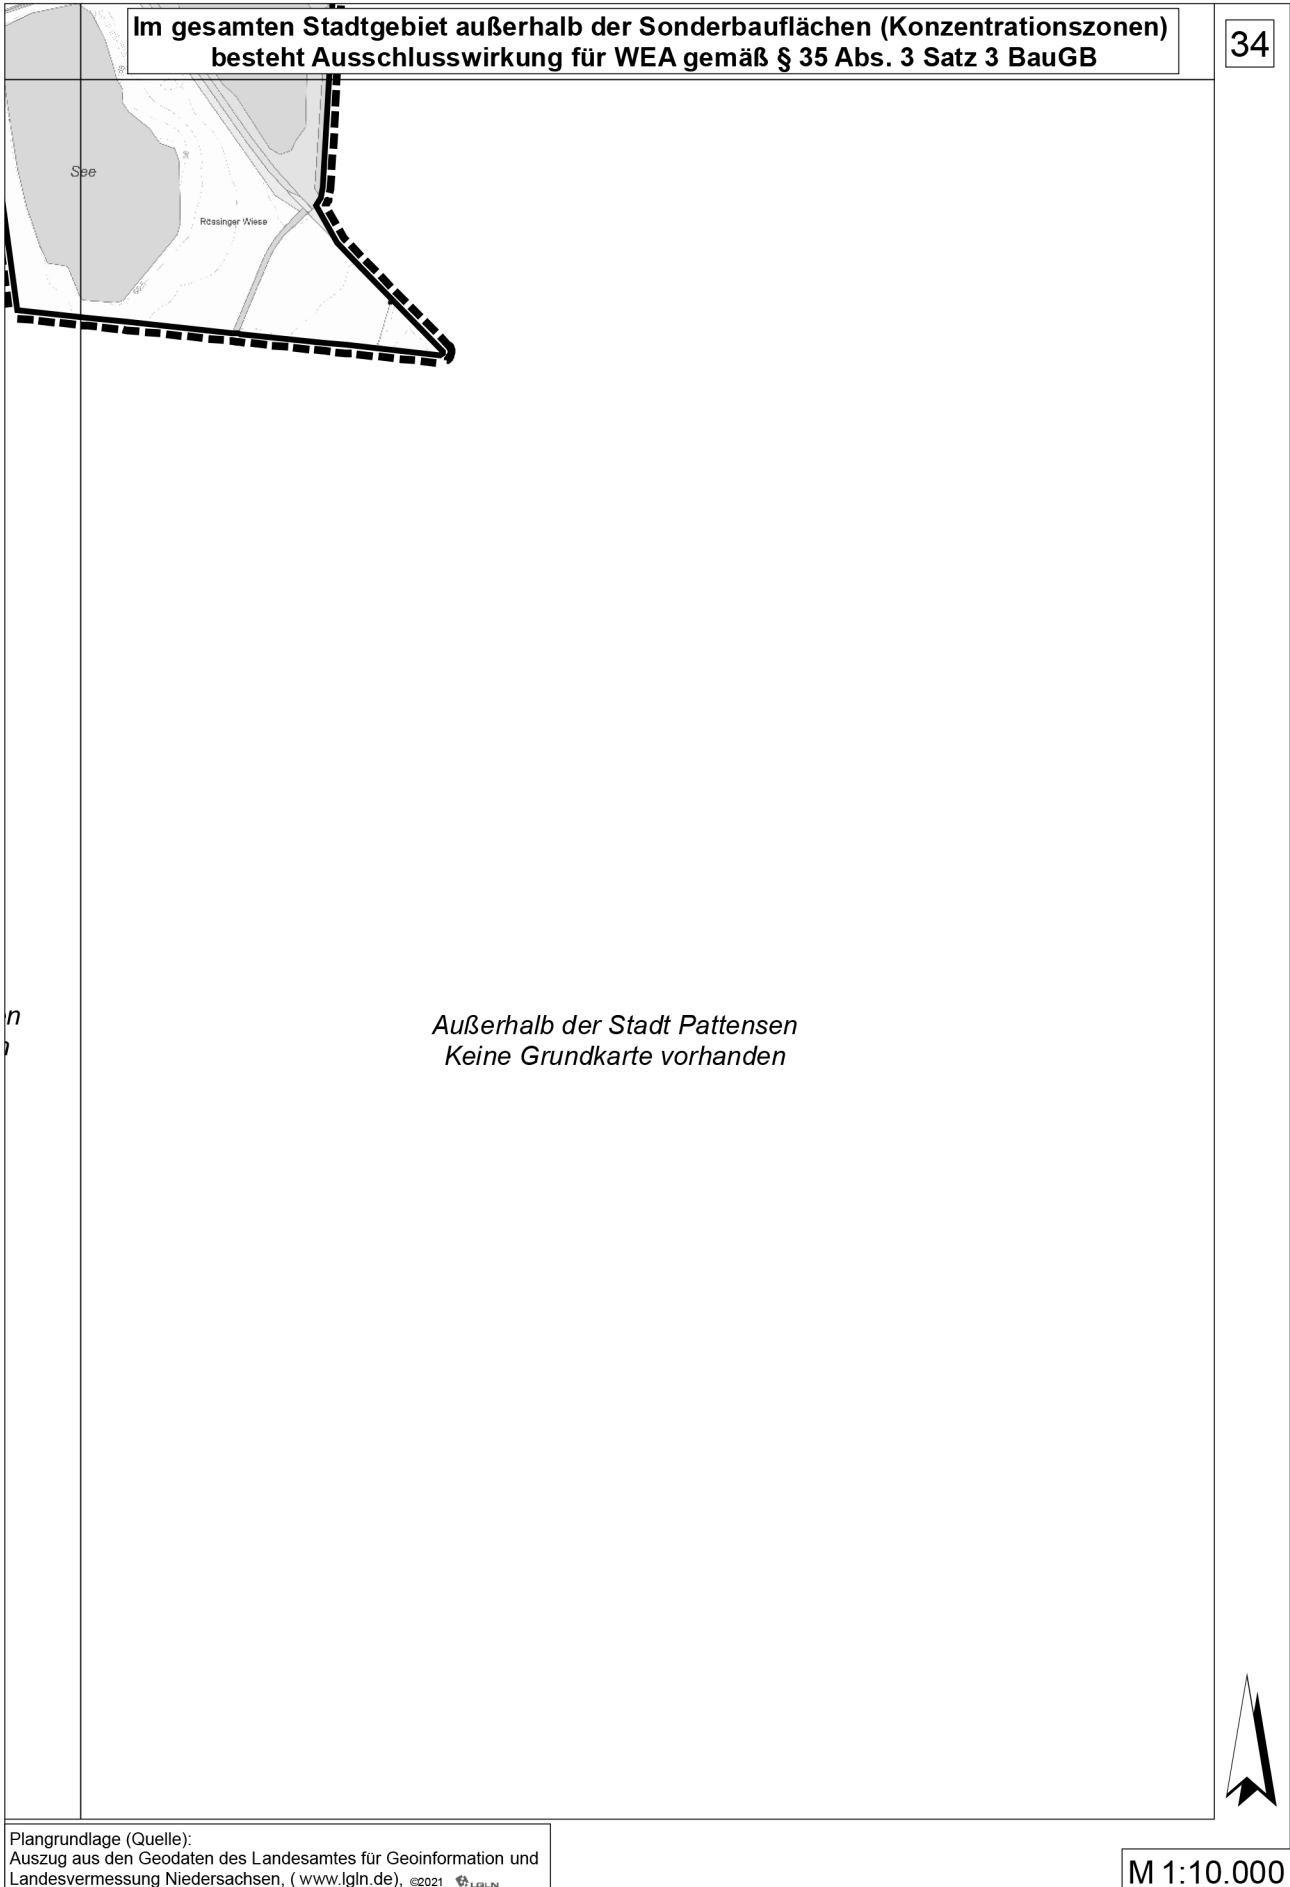 Im gesamten Stadtgebiet außerhalb der Sonderbauflächen (Konzentrationszonen)
besteht Ausschlusswirkung für WEA gemäß § 35 Abs. 3 Satz 3 BauGB
34
See
Rössinger Wiese
n
Außerhalb der Stadt Pattensen
Keine Grundkarte vorhanden
Plangrundlage (Quelle):
Auszug aus den Geodaten des Landesamtes für Geoinformation und
Landesvermessung Niedersachsen, ( www.lgln.de), ©2021 LGLN
M 1:10.000